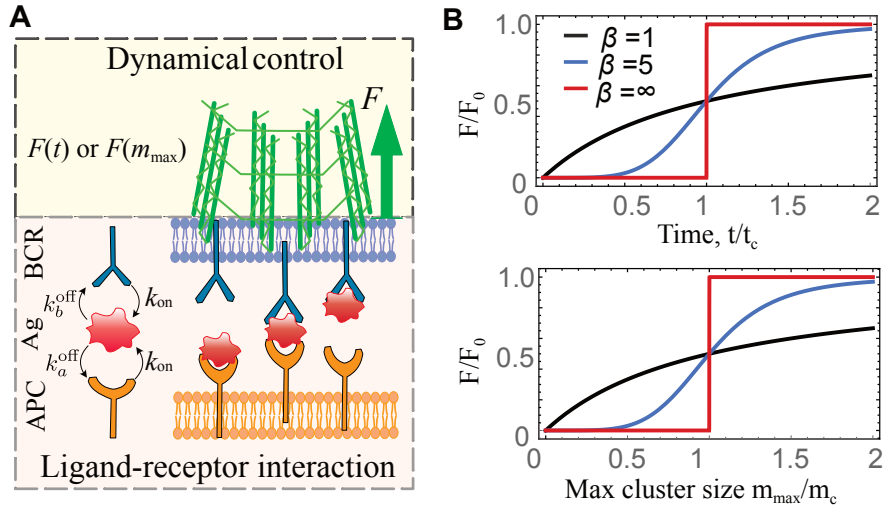 A
Dynamical control
F
F(t) or F(m_max)
BCR
Ag
APC
k_b^off
k_on
k_a^off
k_on
Ligand-receptor interaction
B
β =1
β =5
β =∞
F/F₀
1.0
0.5
0
0
0.5
1
1.5
2
Time, t/t_c
F/F₀
1.0
0.5
0
0
0.5
1
1.5
2
Max cluster size m_max/m_c